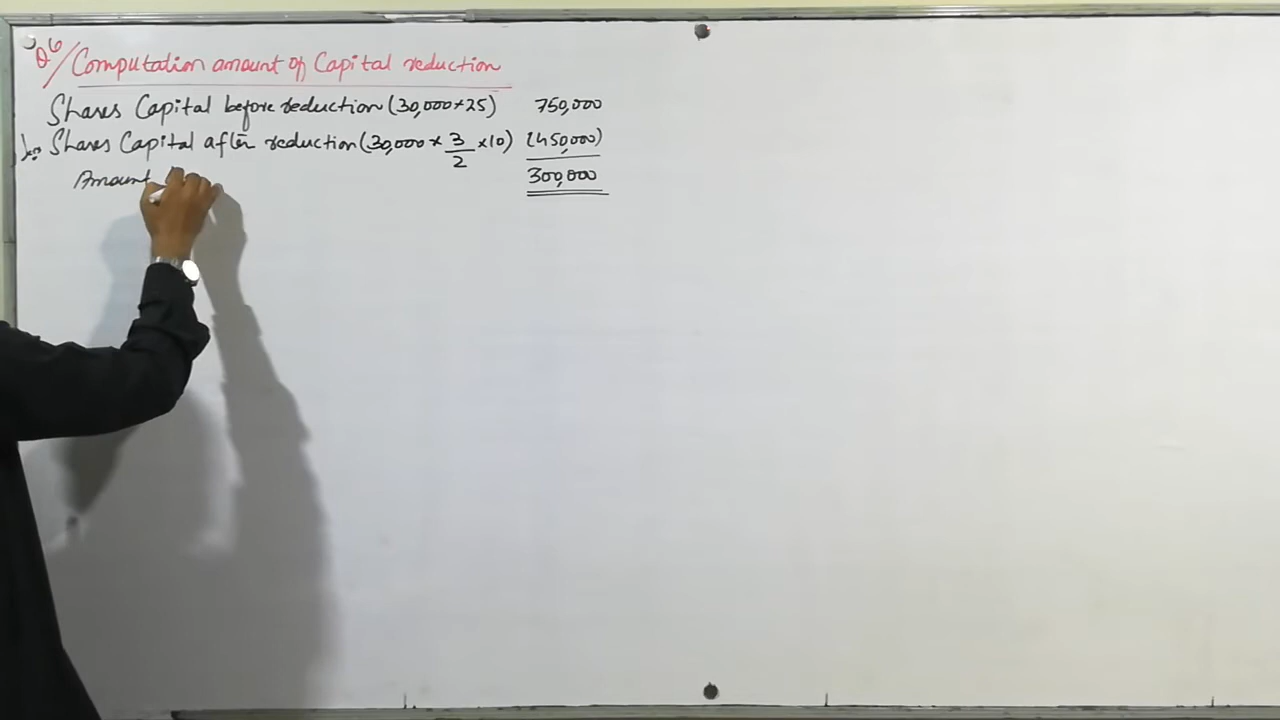 Q6/Computation amount of Capital reduction
Shares Capital before reduction (30,000×25) 750,000
Less: Shares Capital after reduction (30,000 × 3/2 ×10) (450,000)
Amount 300,000